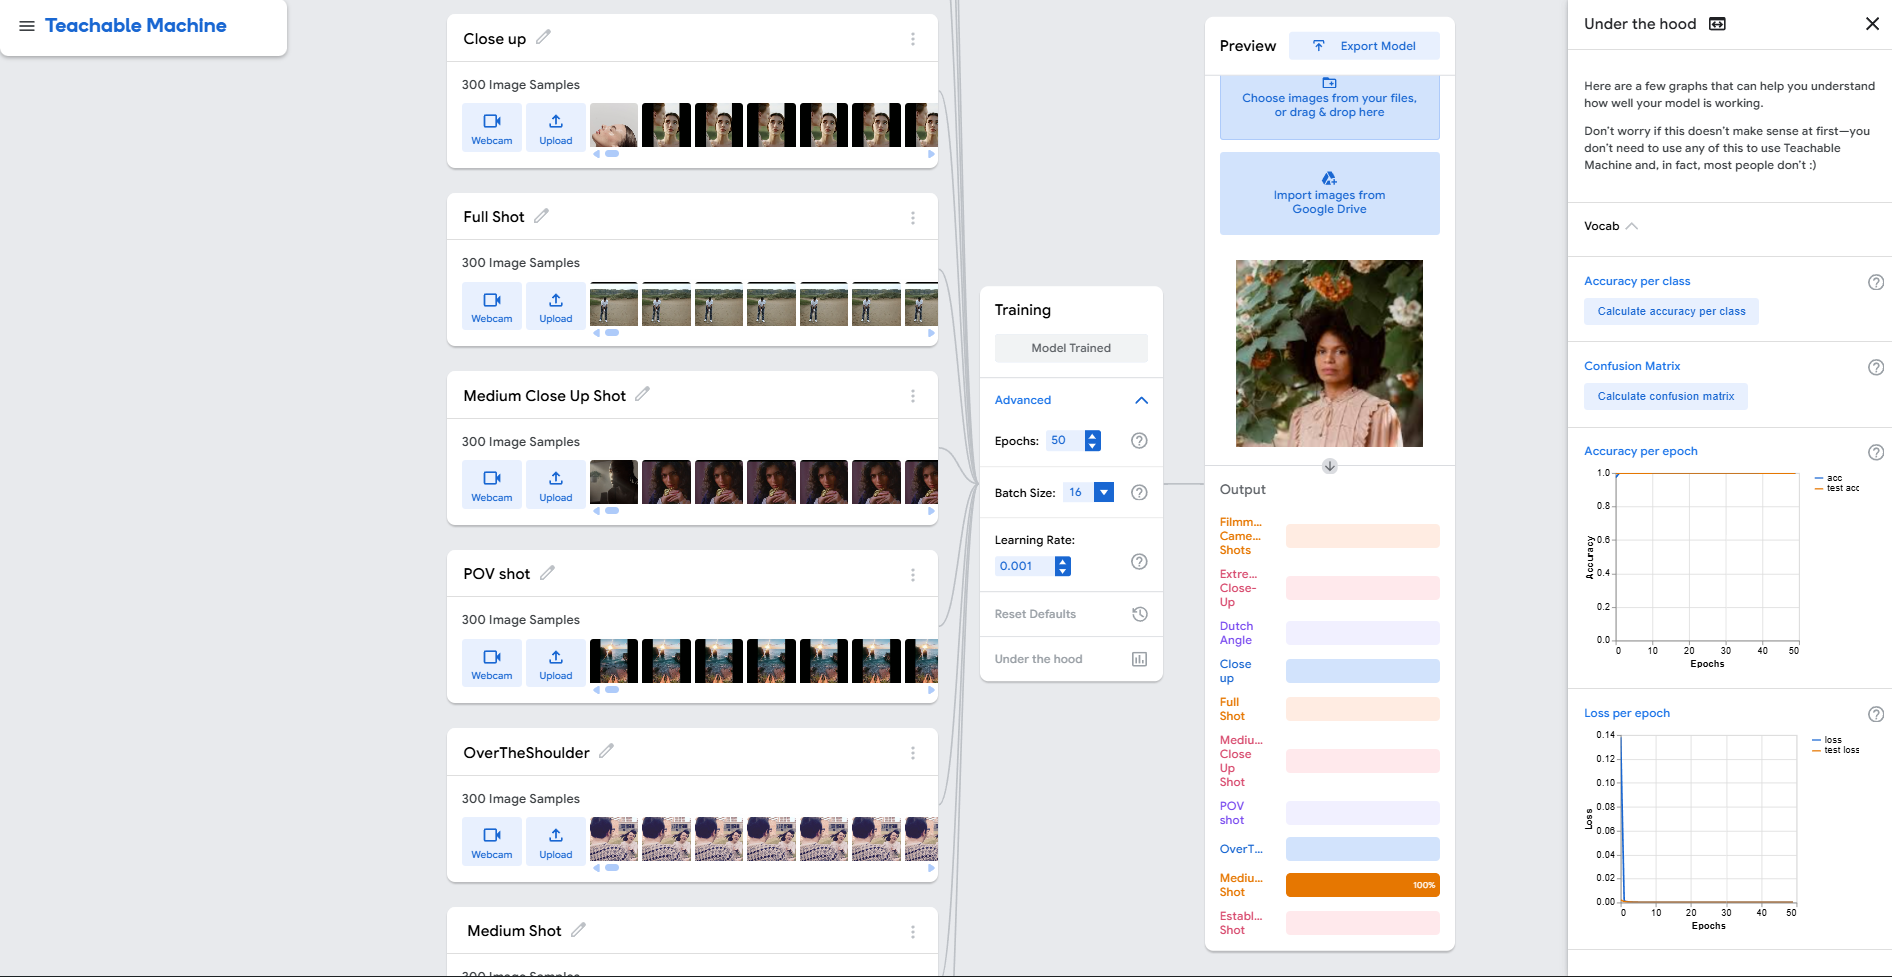 Teachable Machine
Close up
300 Image Samples
Webcam
Upload
Full Shot
300 Image Samples
Webcam
Upload
Medium Close Up Shot
300 Image Samples
Webcam
Upload
POV shot
300 Image Samples
Webcam
Upload
OverTheShoulder
300 Image Samples
Webcam
Upload
Medium Shot
300 Image Samples
Training
Model Trained
Advanced
Epochs: 50
Batch Size: 16
Learning Rate:
0.001
Reset Defaults
Under the hood
Preview
Export Model
Choose images from your files,
or drag & drop here
Import images from
Google Drive
Output
Filmm...
Came...
Shots
Extre...
Close-
Up
Dutch
Angle
Close
up
Full
Shot
Mediu...
Close
Up
Shot
POV
shot
OverT...
Mediu...
Shot
100%
Establ...
Shot
Under the hood
Here are a few graphs that can help you understand
how well your model is working.
Don't worry if this doesn't make sense at first—you
don't need to use any of this to use Teachable
Machine and, in fact, most people don't :)
Vocab
Accuracy per class
Calculate accuracy per class
Confusion Matrix
Calculate confusion matrix
Accuracy per epoch
1.0
0.8
0.6
0.4
0.2
0.0
Accuracy
0 10 20 30 40 50
Epochs
acc
test acc
Loss per epoch
0.14
0.12
0.10
0.08
0.06
0.04
0.02
0.00
Loss
0 10 20 30 40 50
Epochs
loss
test loss